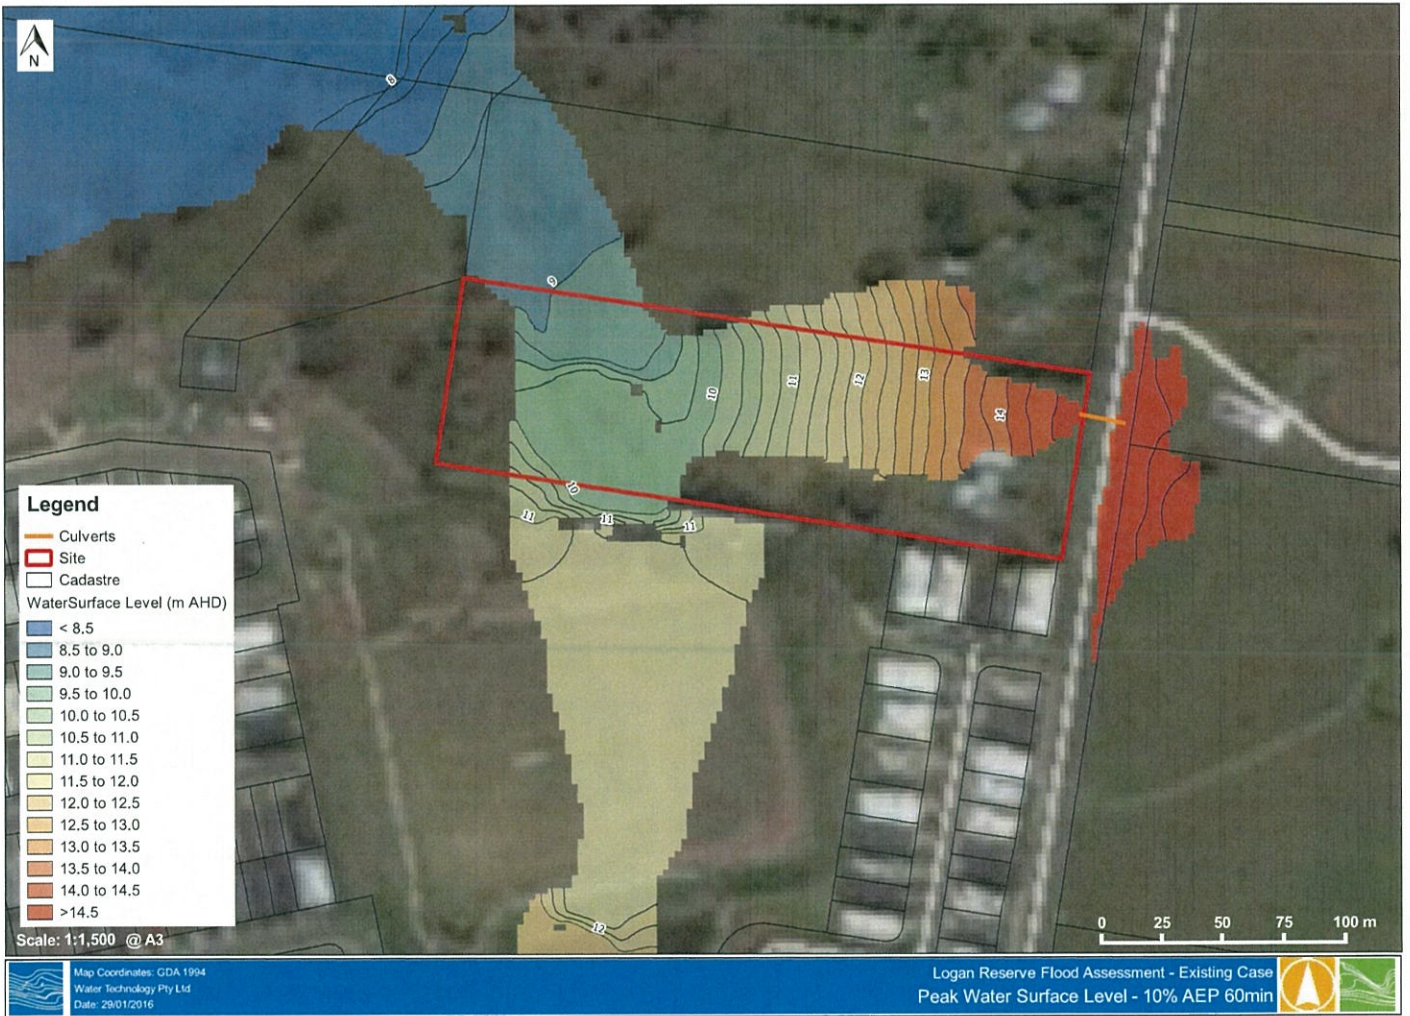 N
8
9
10
11
12
13
14
10
11
11
11
12
Legend
Culverts
Site
Cadastre
WaterSurface Level (m AHD)
< 8.5
8.5 to 9.0
9.0 to 9.5
9.5 to 10.0
10.0 to 10.5
10.5 to 11.0
11.0 to 11.5
11.5 to 12.0
12.0 to 12.5
12.5 to 13.0
13.0 to 13.5
13.5 to 14.0
14.0 to 14.5
>14.5
Scale: 1:1,500 @ A3
0 25 50 75 100 m
Map Coordinates: GDA 1994
Water Technology Pty Ltd
Date: 29/01/2016
Logan Reserve Flood Assessment - Existing Case
Peak Water Surface Level - 10% AEP 60min